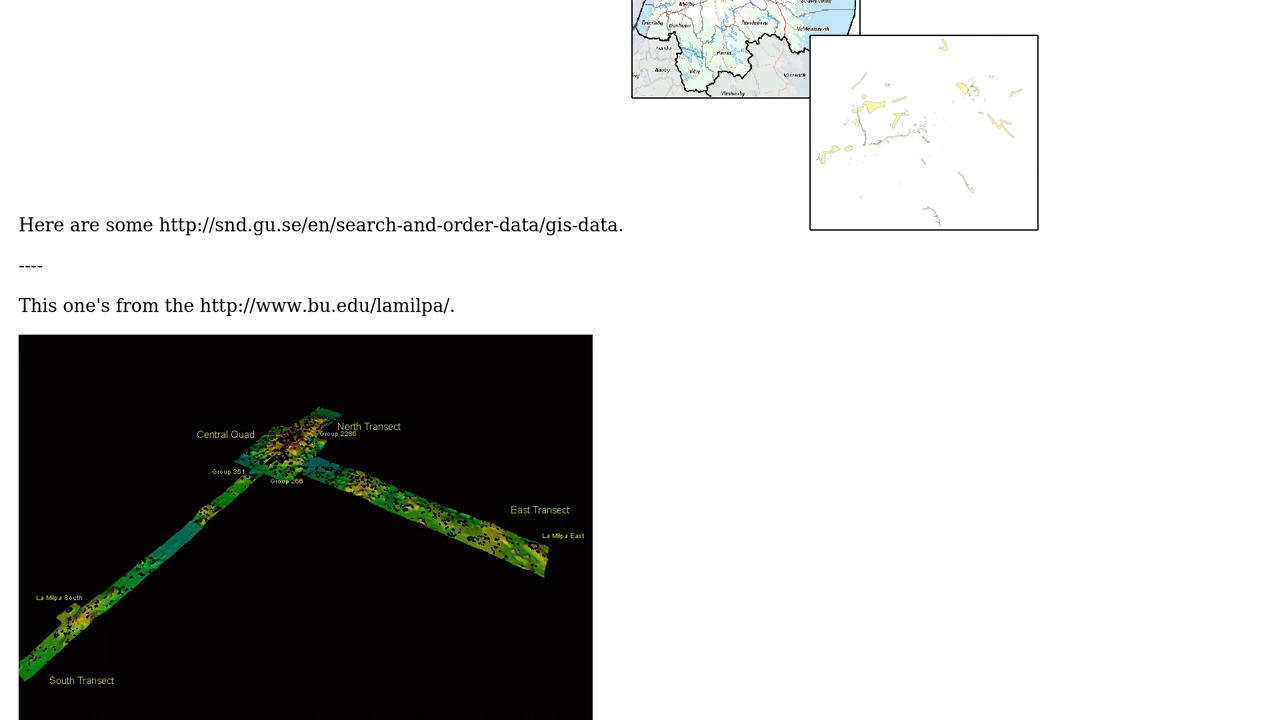 Here are some http://snd.gu.se/en/search-and-order-data/gis-data.
----
This one's from the http://www.bu.edu/lamilpa/.
North Transect
Central Quad
Group 2286
Group 351
Group 266
East Transect
La Milpa East
La Milpa South
South Transect